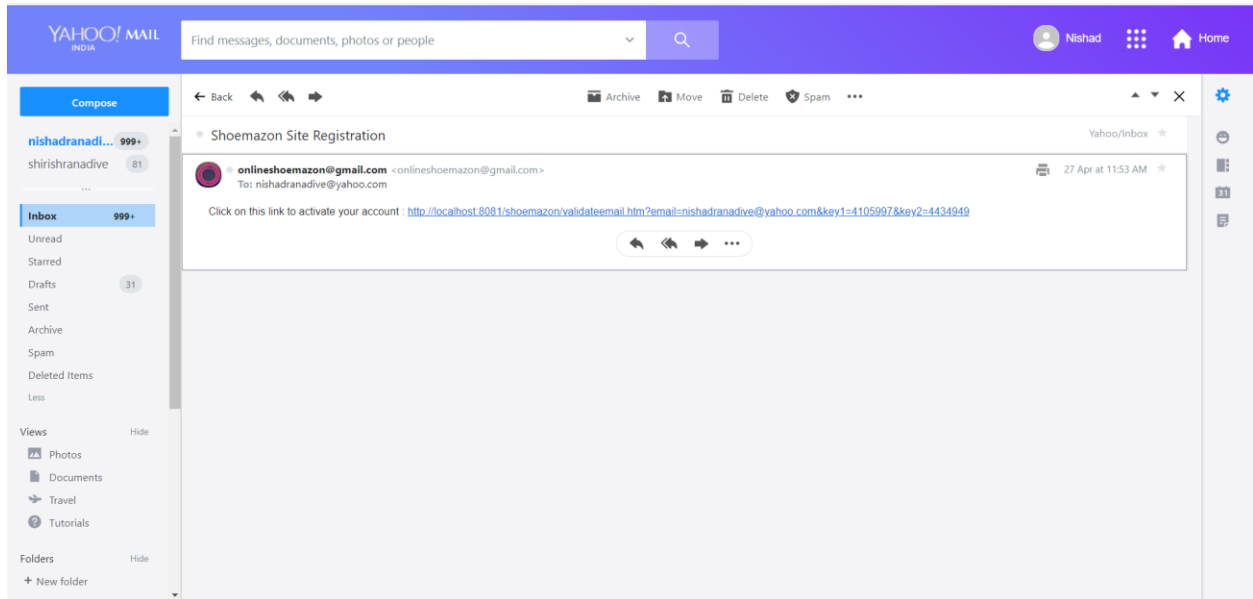 YAHOO! MAIL
INDIA
Find messages, documents, photos or people
Nishad
Home
Compose
nishadranadi... 999+
shirishranadive 81
...
Inbox 999+
Unread
Starred
Drafts 31
Sent
Archive
Spam
Deleted Items
Less
Views Hide
Photos
Documents
Travel
Tutorials
Folders Hide
+ New folder
Back Archive Move Delete Spam
Shoemazon Site Registration Yahoo/Inbox
onlineshoemazon@gmail.com <onlineshoemazon@gmail.com> 27 Apr at 11:53 AM
To: nishadranadive@yahoo.com
Click on this link to activate your account : http://localhost:8081/shoemazon/validateemail.htm?email=nishadranadive@yahoo.com&key1=4105997&key2=4434949
31